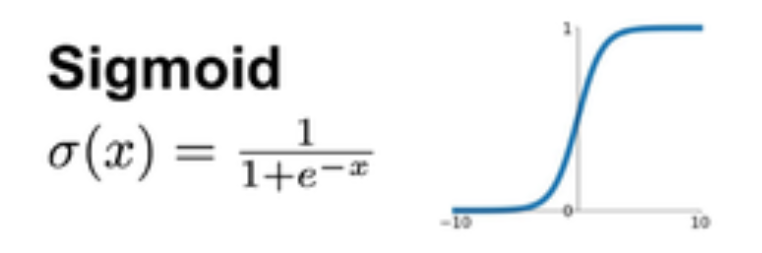 Sigmoid
σ(x) = 1/(1+e^{-x})
1
0
-10
10